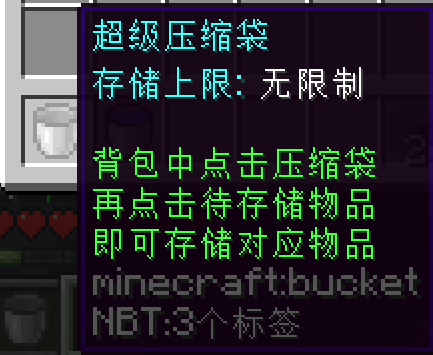 超级压缩袋
存储上限: 无限制
背包中点击压缩袋
再点击待存储物品
即可存储对应物品
minecraft:bucket
NBT:3个标签
2